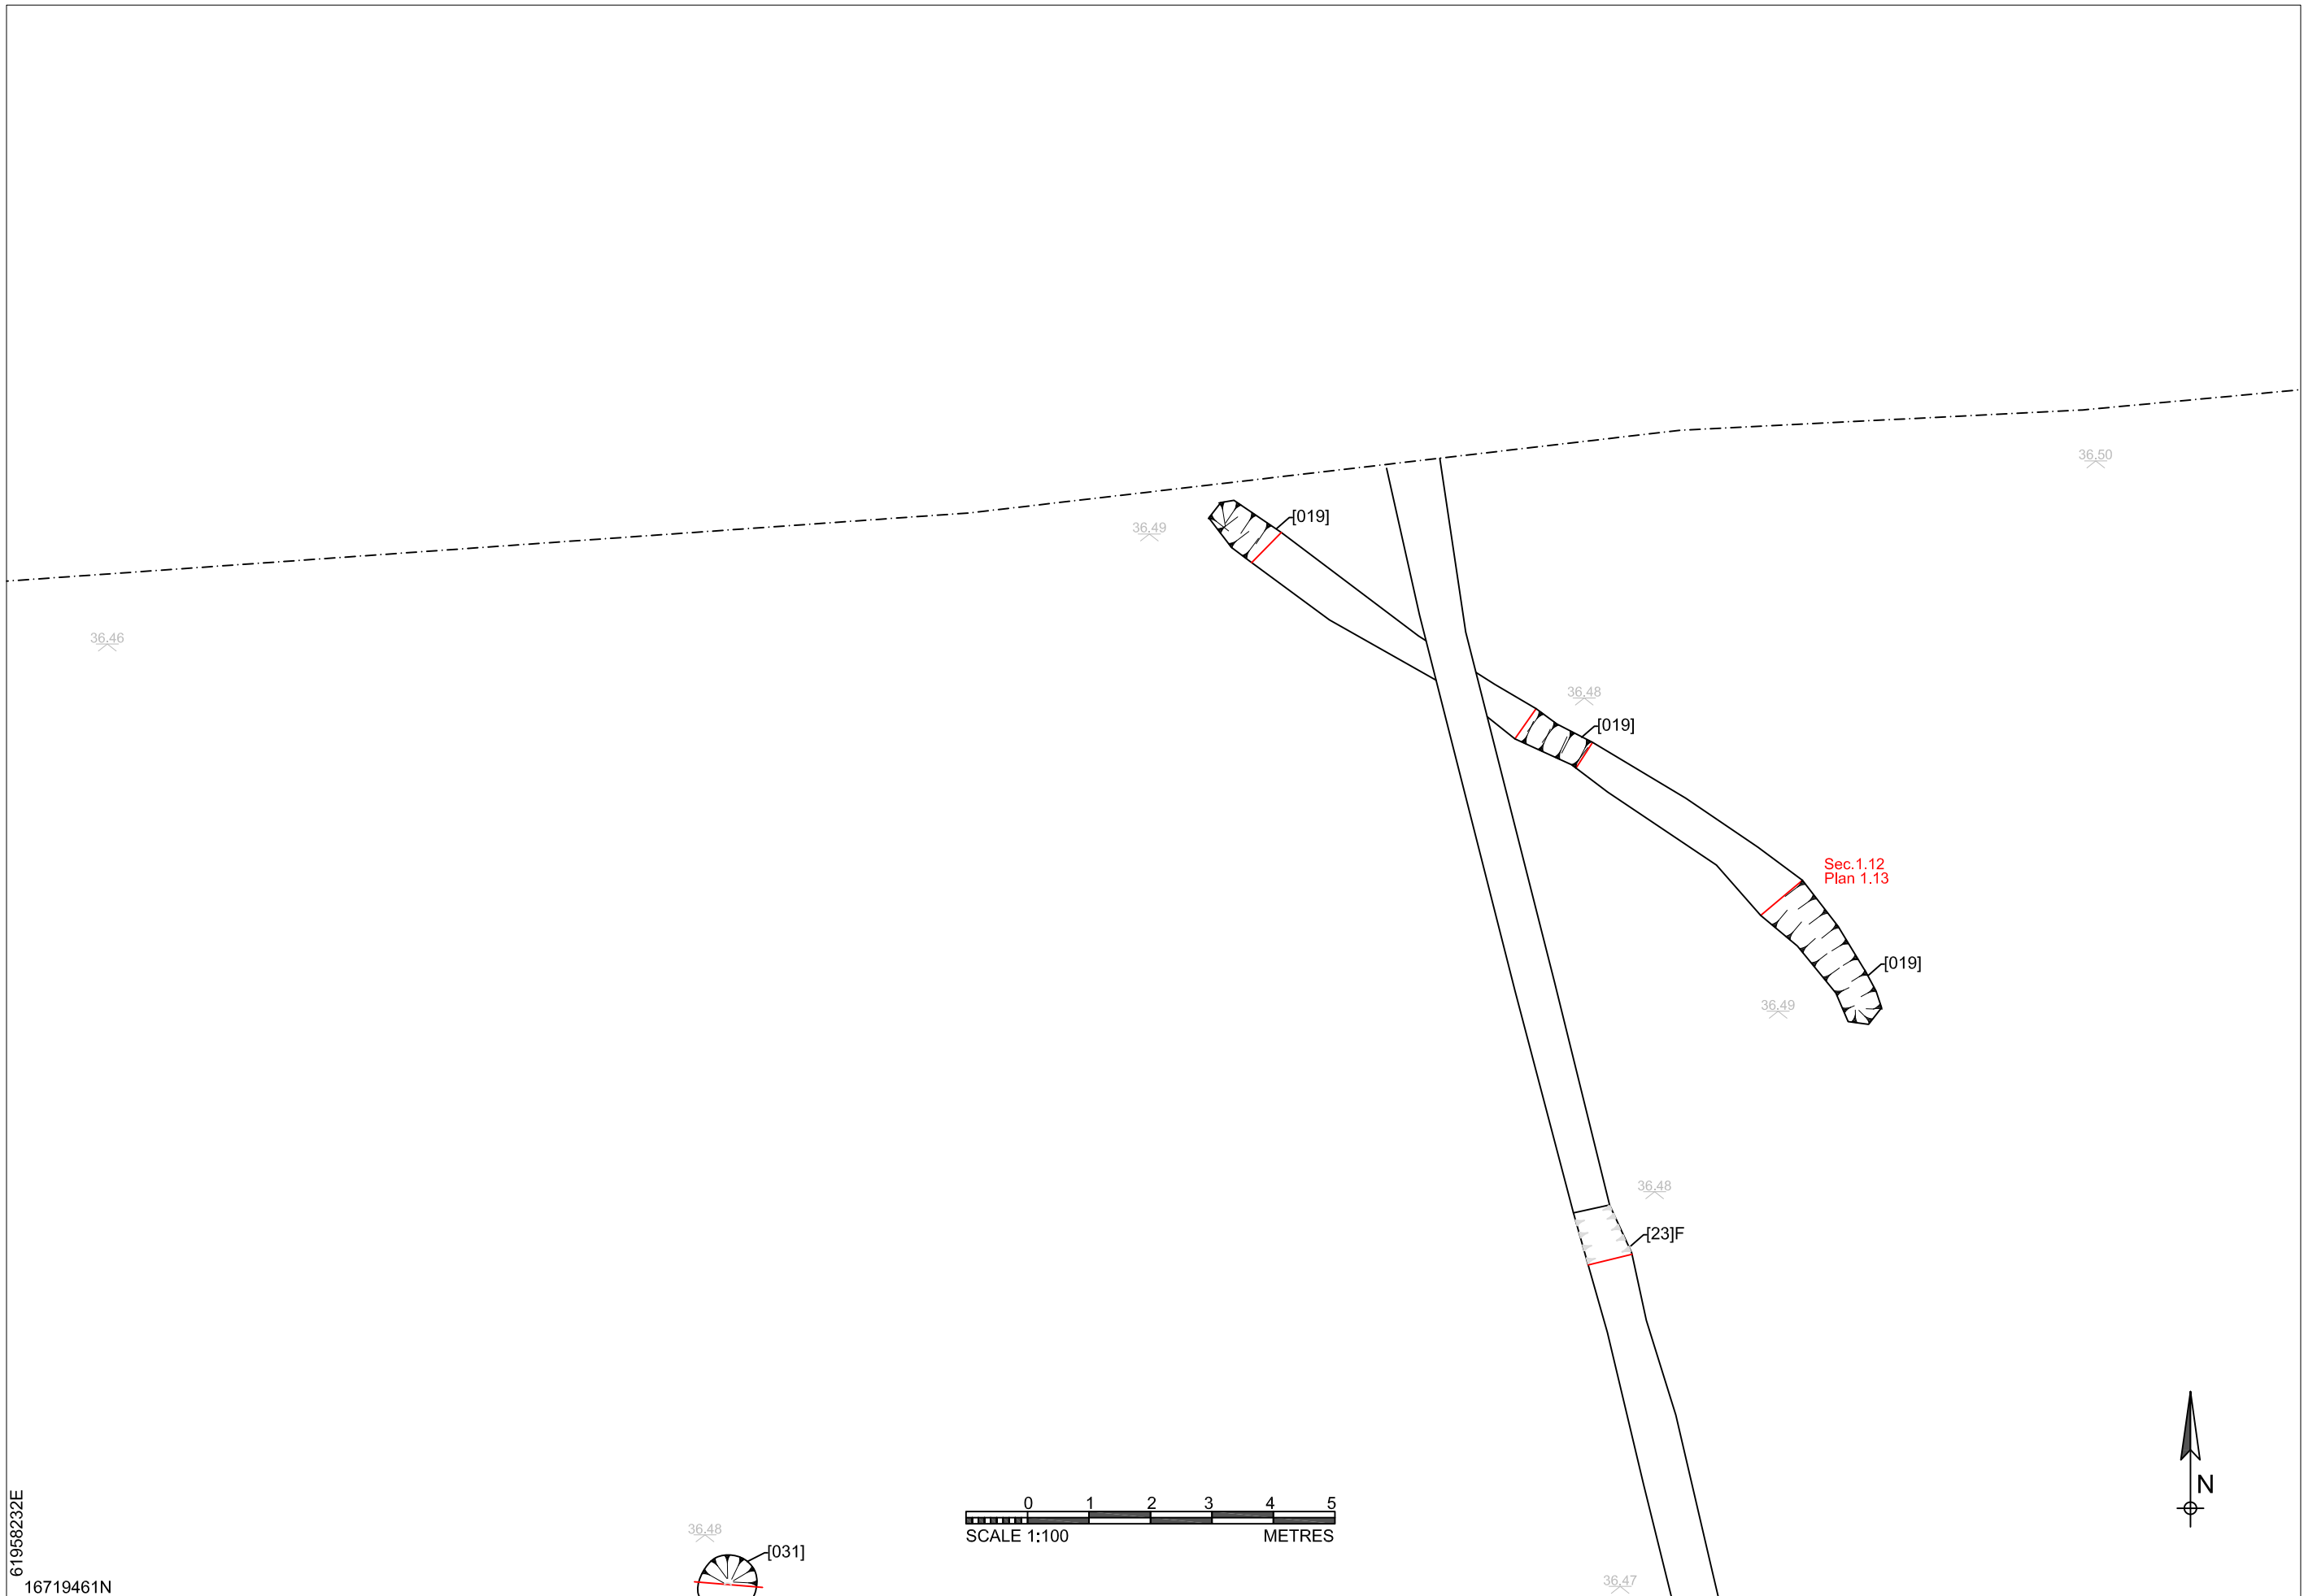 36.50
[019]
36.49
36.46
36.48
[019]
Sec.1.12
Plan 1.13
[019]
36.49
36.48
[23]F
N
0 1 2 3 4 5
SCALE 1:100 METRES
36.48
[031]
36.47
61958232E
16719461N